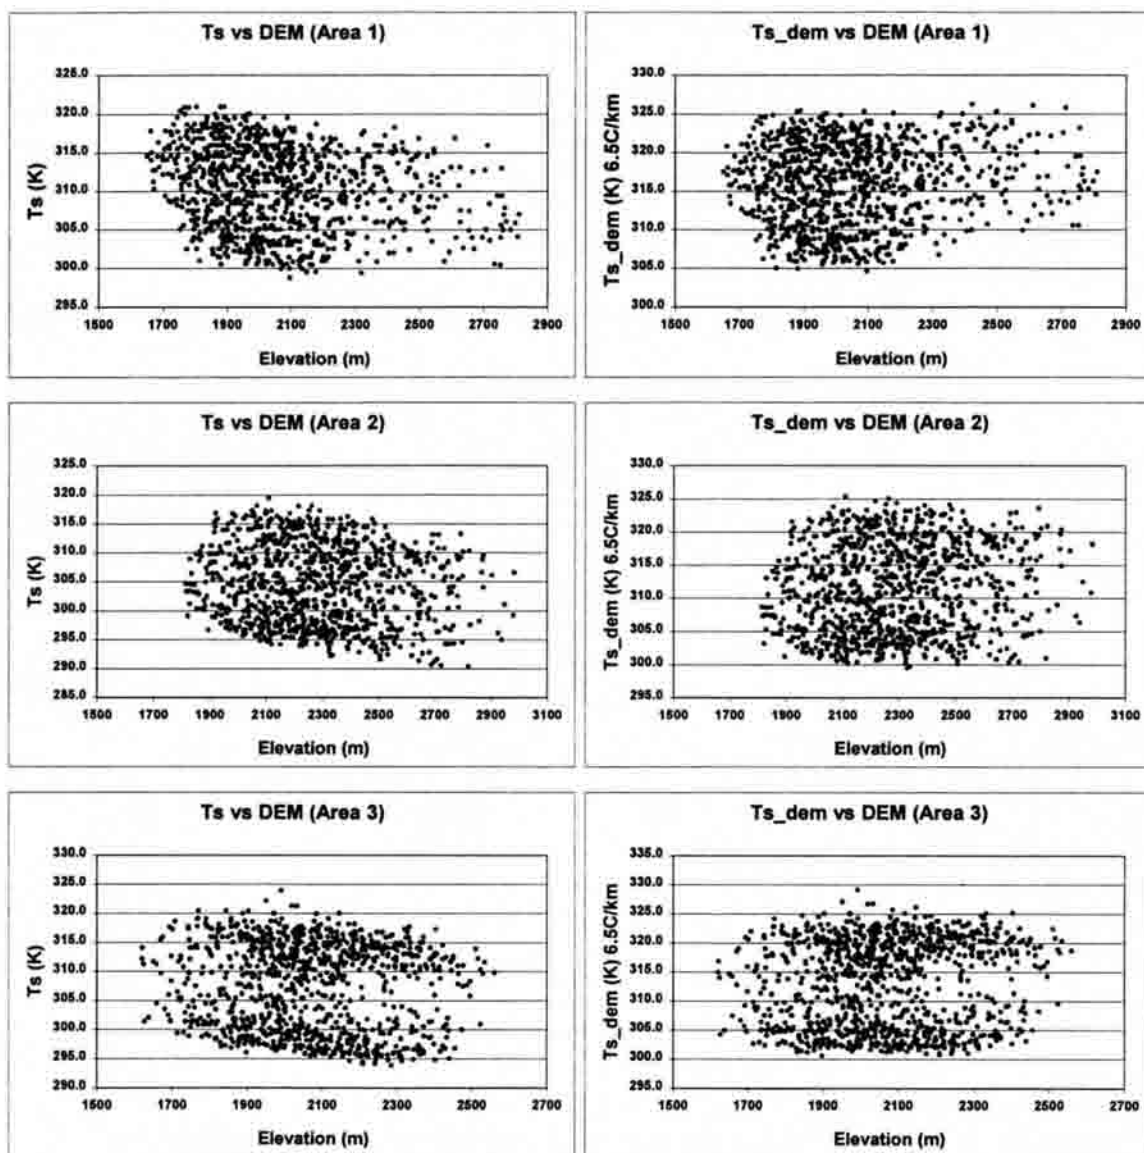 Ts vs DEM (Area 1)
325.0
320.0
315.0
310.0
305.0
300.0
295.0
Ts (K)
1500 1700 1900 2100 2300 2500 2700 2900
Elevation (m)
Ts_dem vs DEM (Area 1)
330.0
325.0
320.0
315.0
310.0
305.0
300.0
Ts_dem (K) 6.5C/km
1500 1700 1900 2100 2300 2500 2700 2900
Elevation (m)
Ts vs DEM (Area 2)
325.0
320.0
315.0
310.0
305.0
300.0
295.0
290.0
285.0
Ts (K)
1500 1700 1900 2100 2300 2500 2700 2900 3100
Elevation (m)
Ts_dem vs DEM (Area 2)
330.0
325.0
320.0
315.0
310.0
305.0
300.0
295.0
Ts_dem (K) 6.5C/km
1500 1700 1900 2100 2300 2500 2700 2900 3100
Elevation (m)
Ts vs DEM (Area 3)
330.0
325.0
320.0
315.0
310.0
305.0
300.0
295.0
290.0
Ts (K)
1500 1700 1900 2100 2300 2500 2700
Elevation (m)
Ts_dem vs DEM (Area 3)
335.0
330.0
325.0
320.0
315.0
310.0
305.0
300.0
295.0
Ts_dem (K) 6.5C/km
1500 1700 1900 2100 2300 2500 2700
Elevation (m)